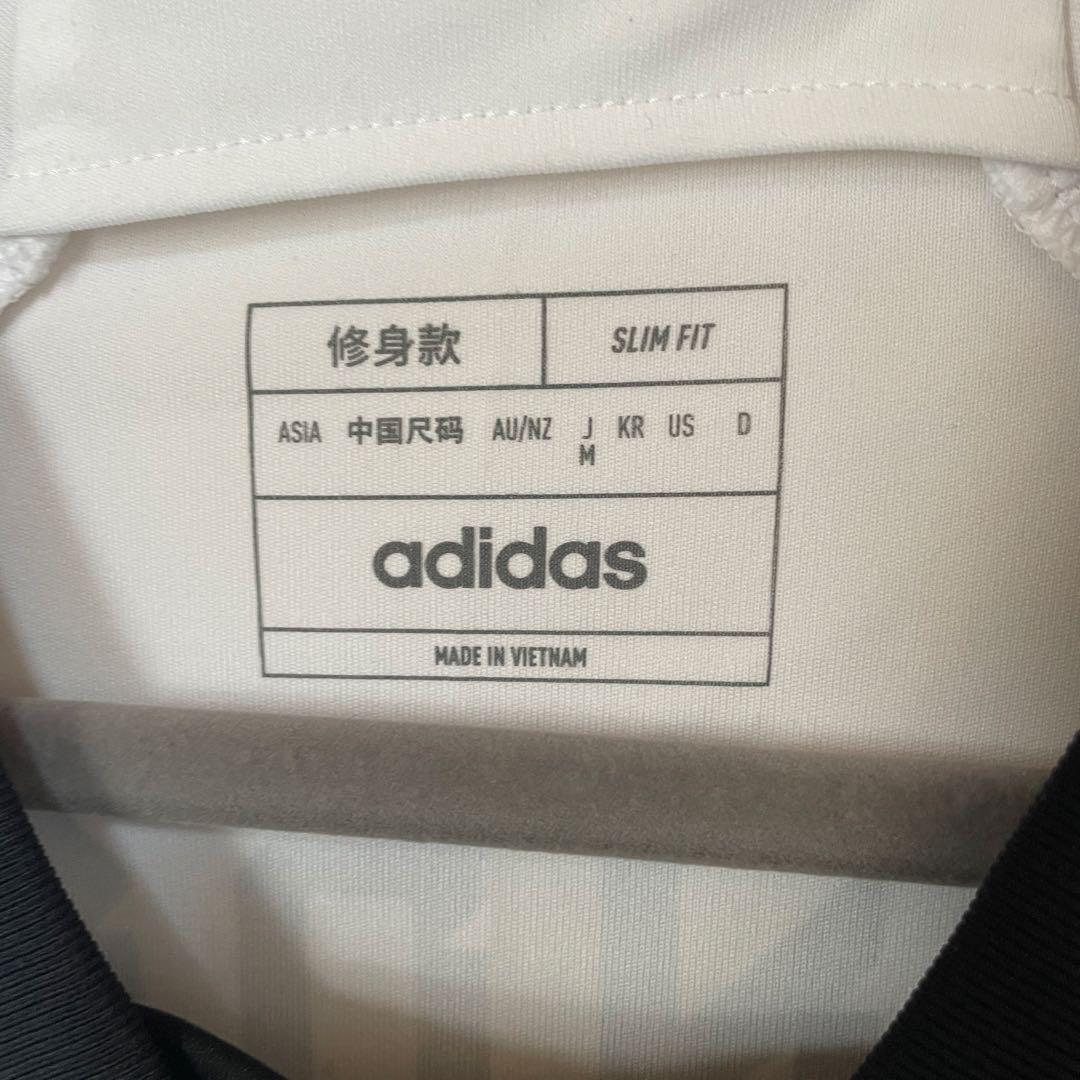 修身款 SLIM FIT
ASIA 中国尺码 AU/NZ J KR US D
M
adidas
MADE IN VIETNAM